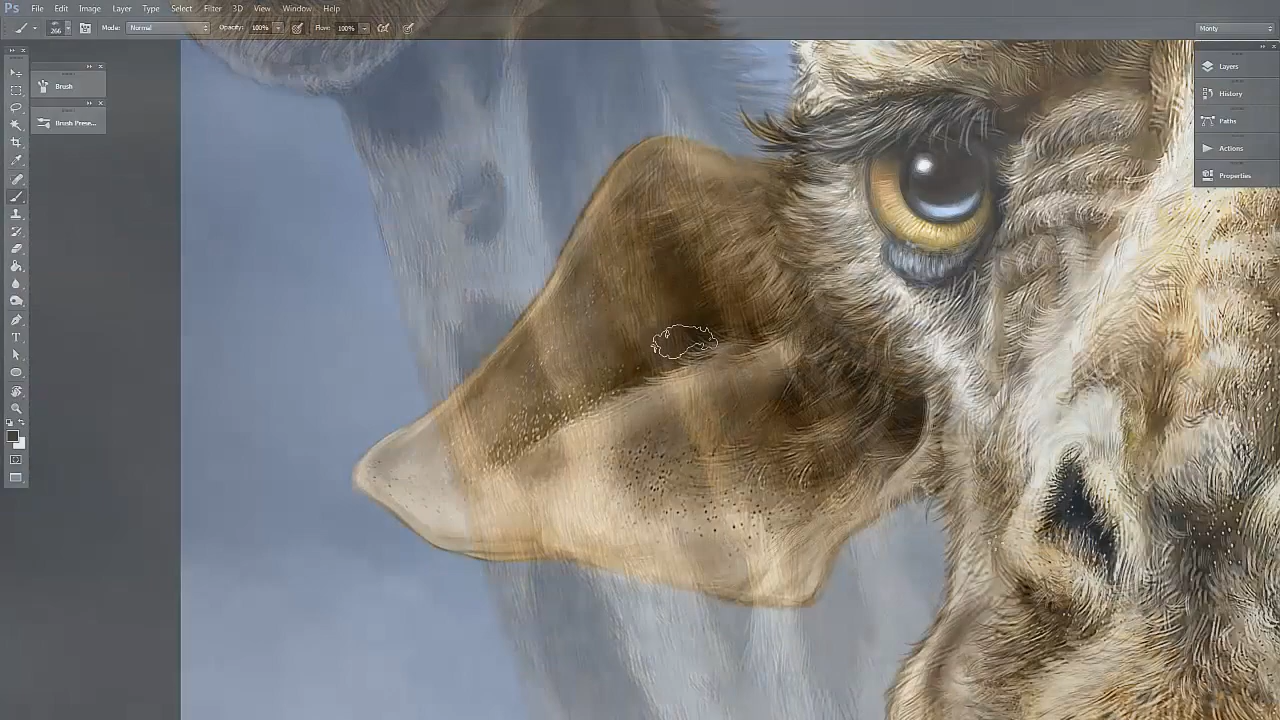 Ps File Edit Image Layer Type Select Filter 3D View Window Help
266 Mode: Normal Opacity: 100% Flow: 100% Monty
Brush
Brush Prese...
Layers
History
Paths
Actions
Properties